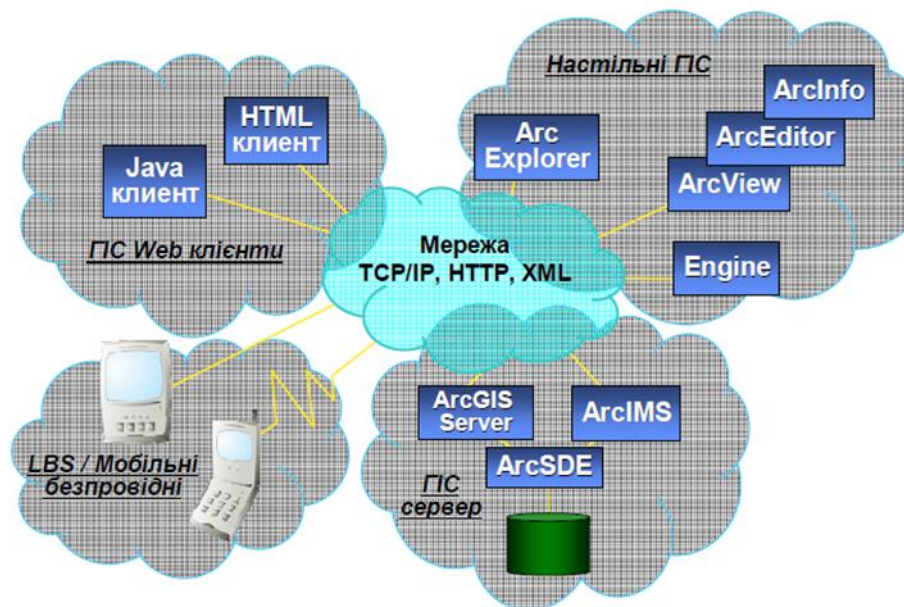 Настільні ГІС
ArcInfo
ArcEditor
ArcView
Arc
Explorer
Engine
HTML
клиент
Java
клиент
ГІС Web клієнти
Мережа
TCP/IP, HTTP, XML
LBS / Мобільні
безпровідні
ArcGIS
Server
ArcIMS
ArcSDE
ГІС
сервер